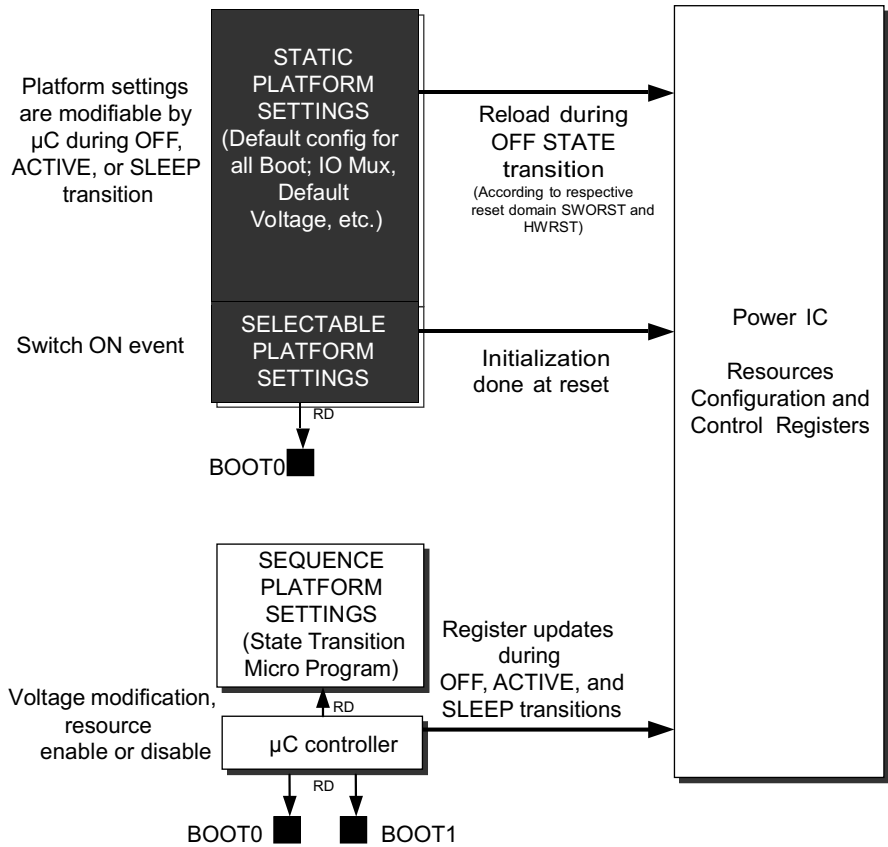 Platform settings
are modifiable by
µC during OFF,
ACTIVE, or SLEEP
transition
STATIC
PLATFORM
SETTINGS
(Default config for
all Boot; IO Mux,
Default
Voltage, etc.)
Reload during
OFF STATE
transition
(According to respective
reset domain SWORST and
HWRST)
Switch ON event
SELECTABLE
PLATFORM
SETTINGS
Initialization
done at reset
RD
BOOT0
Power IC
Resources
Configuration and
Control Registers
SEQUENCE
PLATFORM
SETTINGS
(State Transition
Micro Program)
Register updates
during
OFF, ACTIVE, and
SLEEP transitions
Voltage modification,
resource
enable or disable
RD
µC controller
RD
BOOT0
BOOT1